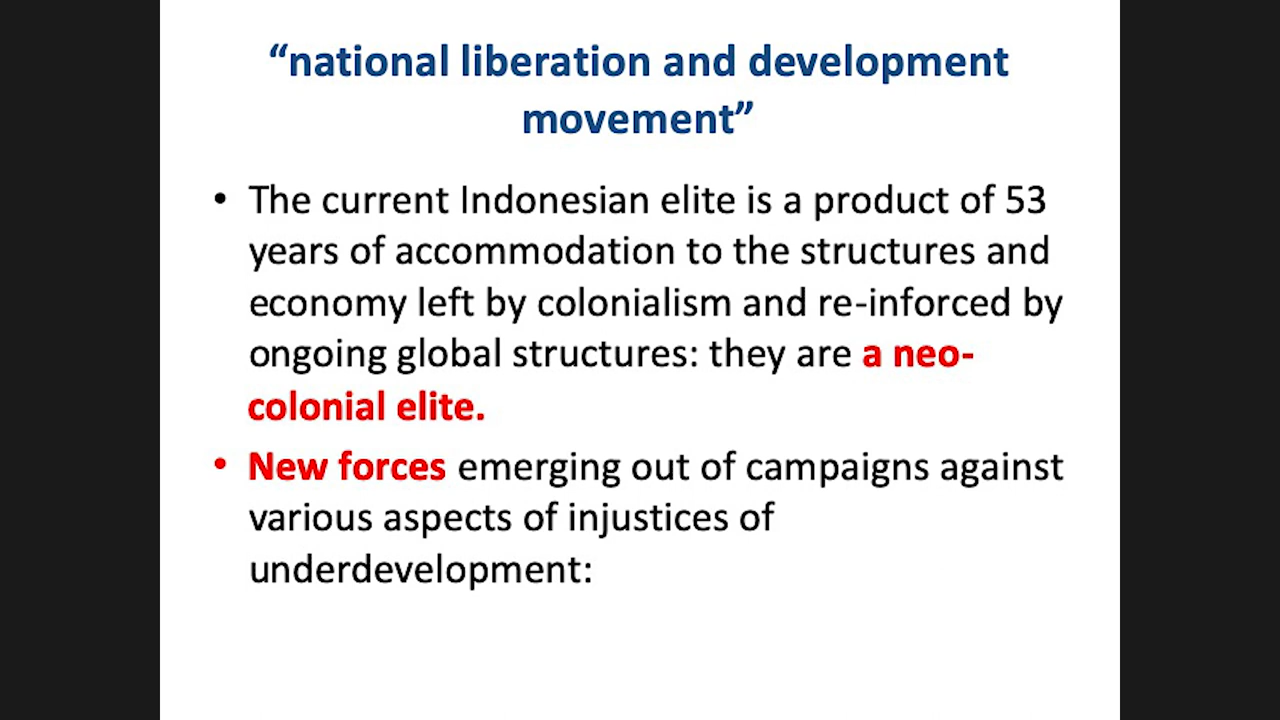 “national liberation and development
movement”
• The current Indonesian elite is a product of 53
years of accommodation to the structures and
economy left by colonialism and re-inforced by
ongoing global structures: they are a neo-
colonial elite.
• New forces emerging out of campaigns against
various aspects of injustices of
underdevelopment: